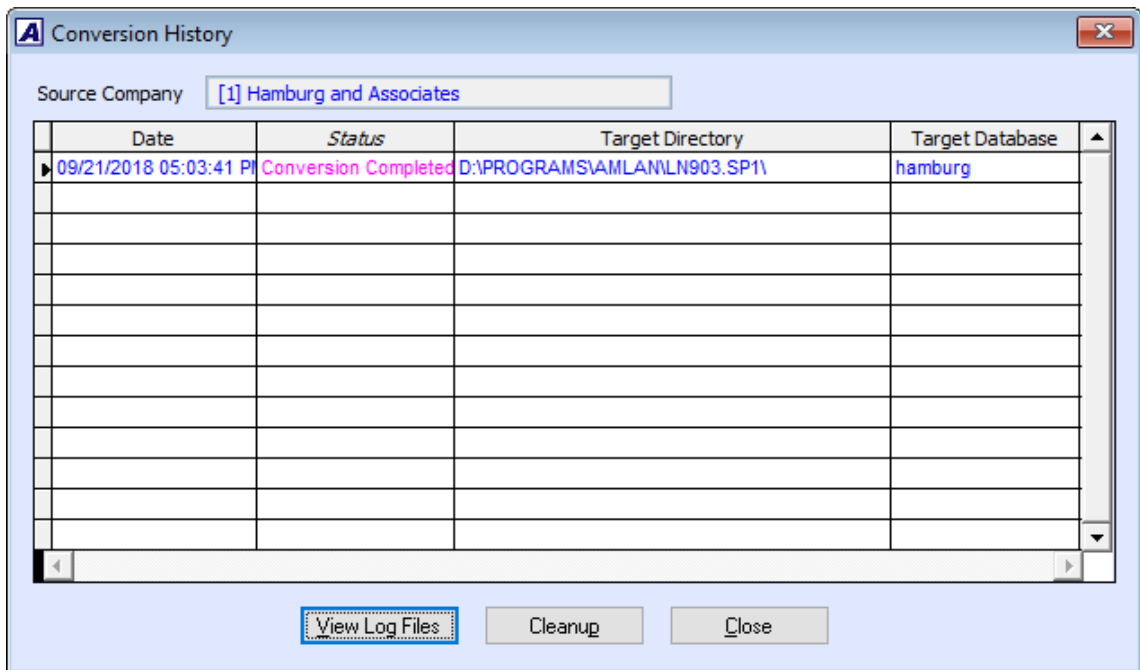 A Conversion History
Source Company [1] Hamburg and Associates
Date Status Target Directory Target Database
09/21/2018 05:03:41 PM Conversion Completed D:\PROGRAMS\AMLAN\LN903.SP1\ hamburg
View Log Files Cleanup Close